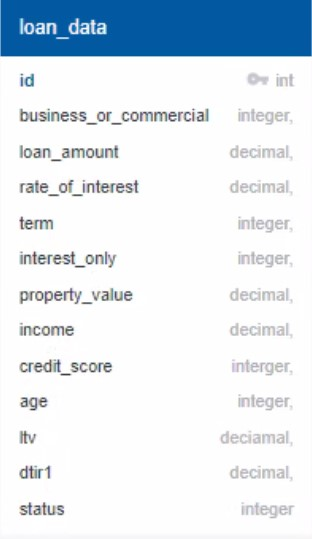 loan_data
id int
business_or_commercial integer,
loan_amount decimal,
rate_of_interest decimal,
term integer,
interest_only integer,
property_value decimal,
income decimal,
credit_score interger,
age integer,
ltv deciamal,
dtir1 decimal,
status integer